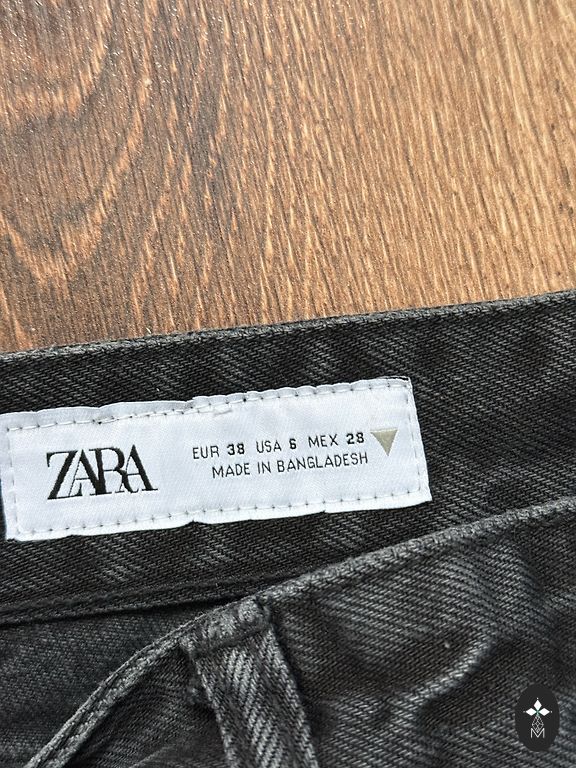 ZARA
EUR 38 USA 6 MEX 28
MADE IN BANGLADESH
M